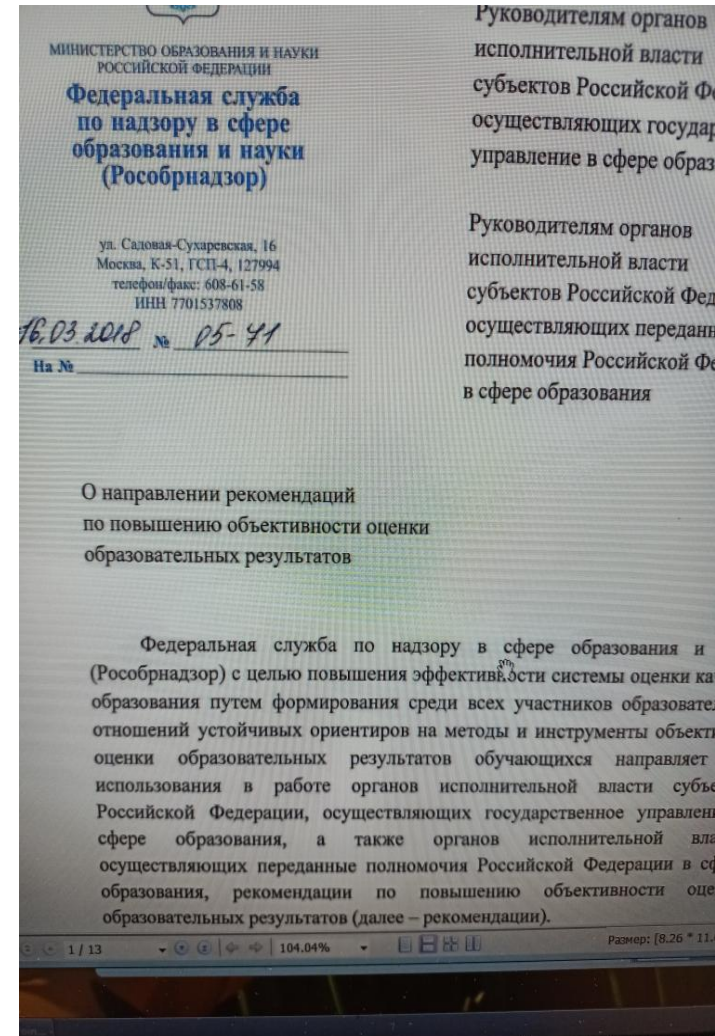 МИНИСТЕРСТВО ОБРАЗОВАНИЯ И НАУКИ
РОССИЙСКОЙ ФЕДЕРАЦИИ
Федеральная служба
по надзору в сфере
образования и науки
(Рособрнадзор)
ул. Садовая-Сухаревская, 16
Москва, К-51, ГСП-4, 127994
телефон/факс: 608-61-58
ИНН 7701537808
16.03.2018 № 05-71
На №
Руководителям органов
исполнительной власти
субъектов Российской Фе
осуществляющих государ
управление в сфере образ
Руководителям органов
исполнительной власти
субъектов Российской Фед
осуществляющих переданн
полномочия Российской Фе
в сфере образования
О направлении рекомендаций
по повышению объективности оценки
образовательных результатов
Федеральная служба по надзору в сфере образования и
(Рособрнадзор) с целью повышения эффективности системы оценки ка
образования путем формирования среди всех участников образовател
отношений устойчивых ориентиров на методы и инструменты объекти
оценки образовательных результатов обучающихся направляет
использования в работе органов исполнительной власти субъе
Российской Федерации, осуществляющих государственное управлени
сфере образования, а также органов исполнительной вла
осуществляющих переданные полномочия Российской Федерации в сф
образования, рекомендации по повышению объективности оце
образовательных результатов (далее – рекомендации).
1 / 13 104.04% Размер: [8.26 * 11.